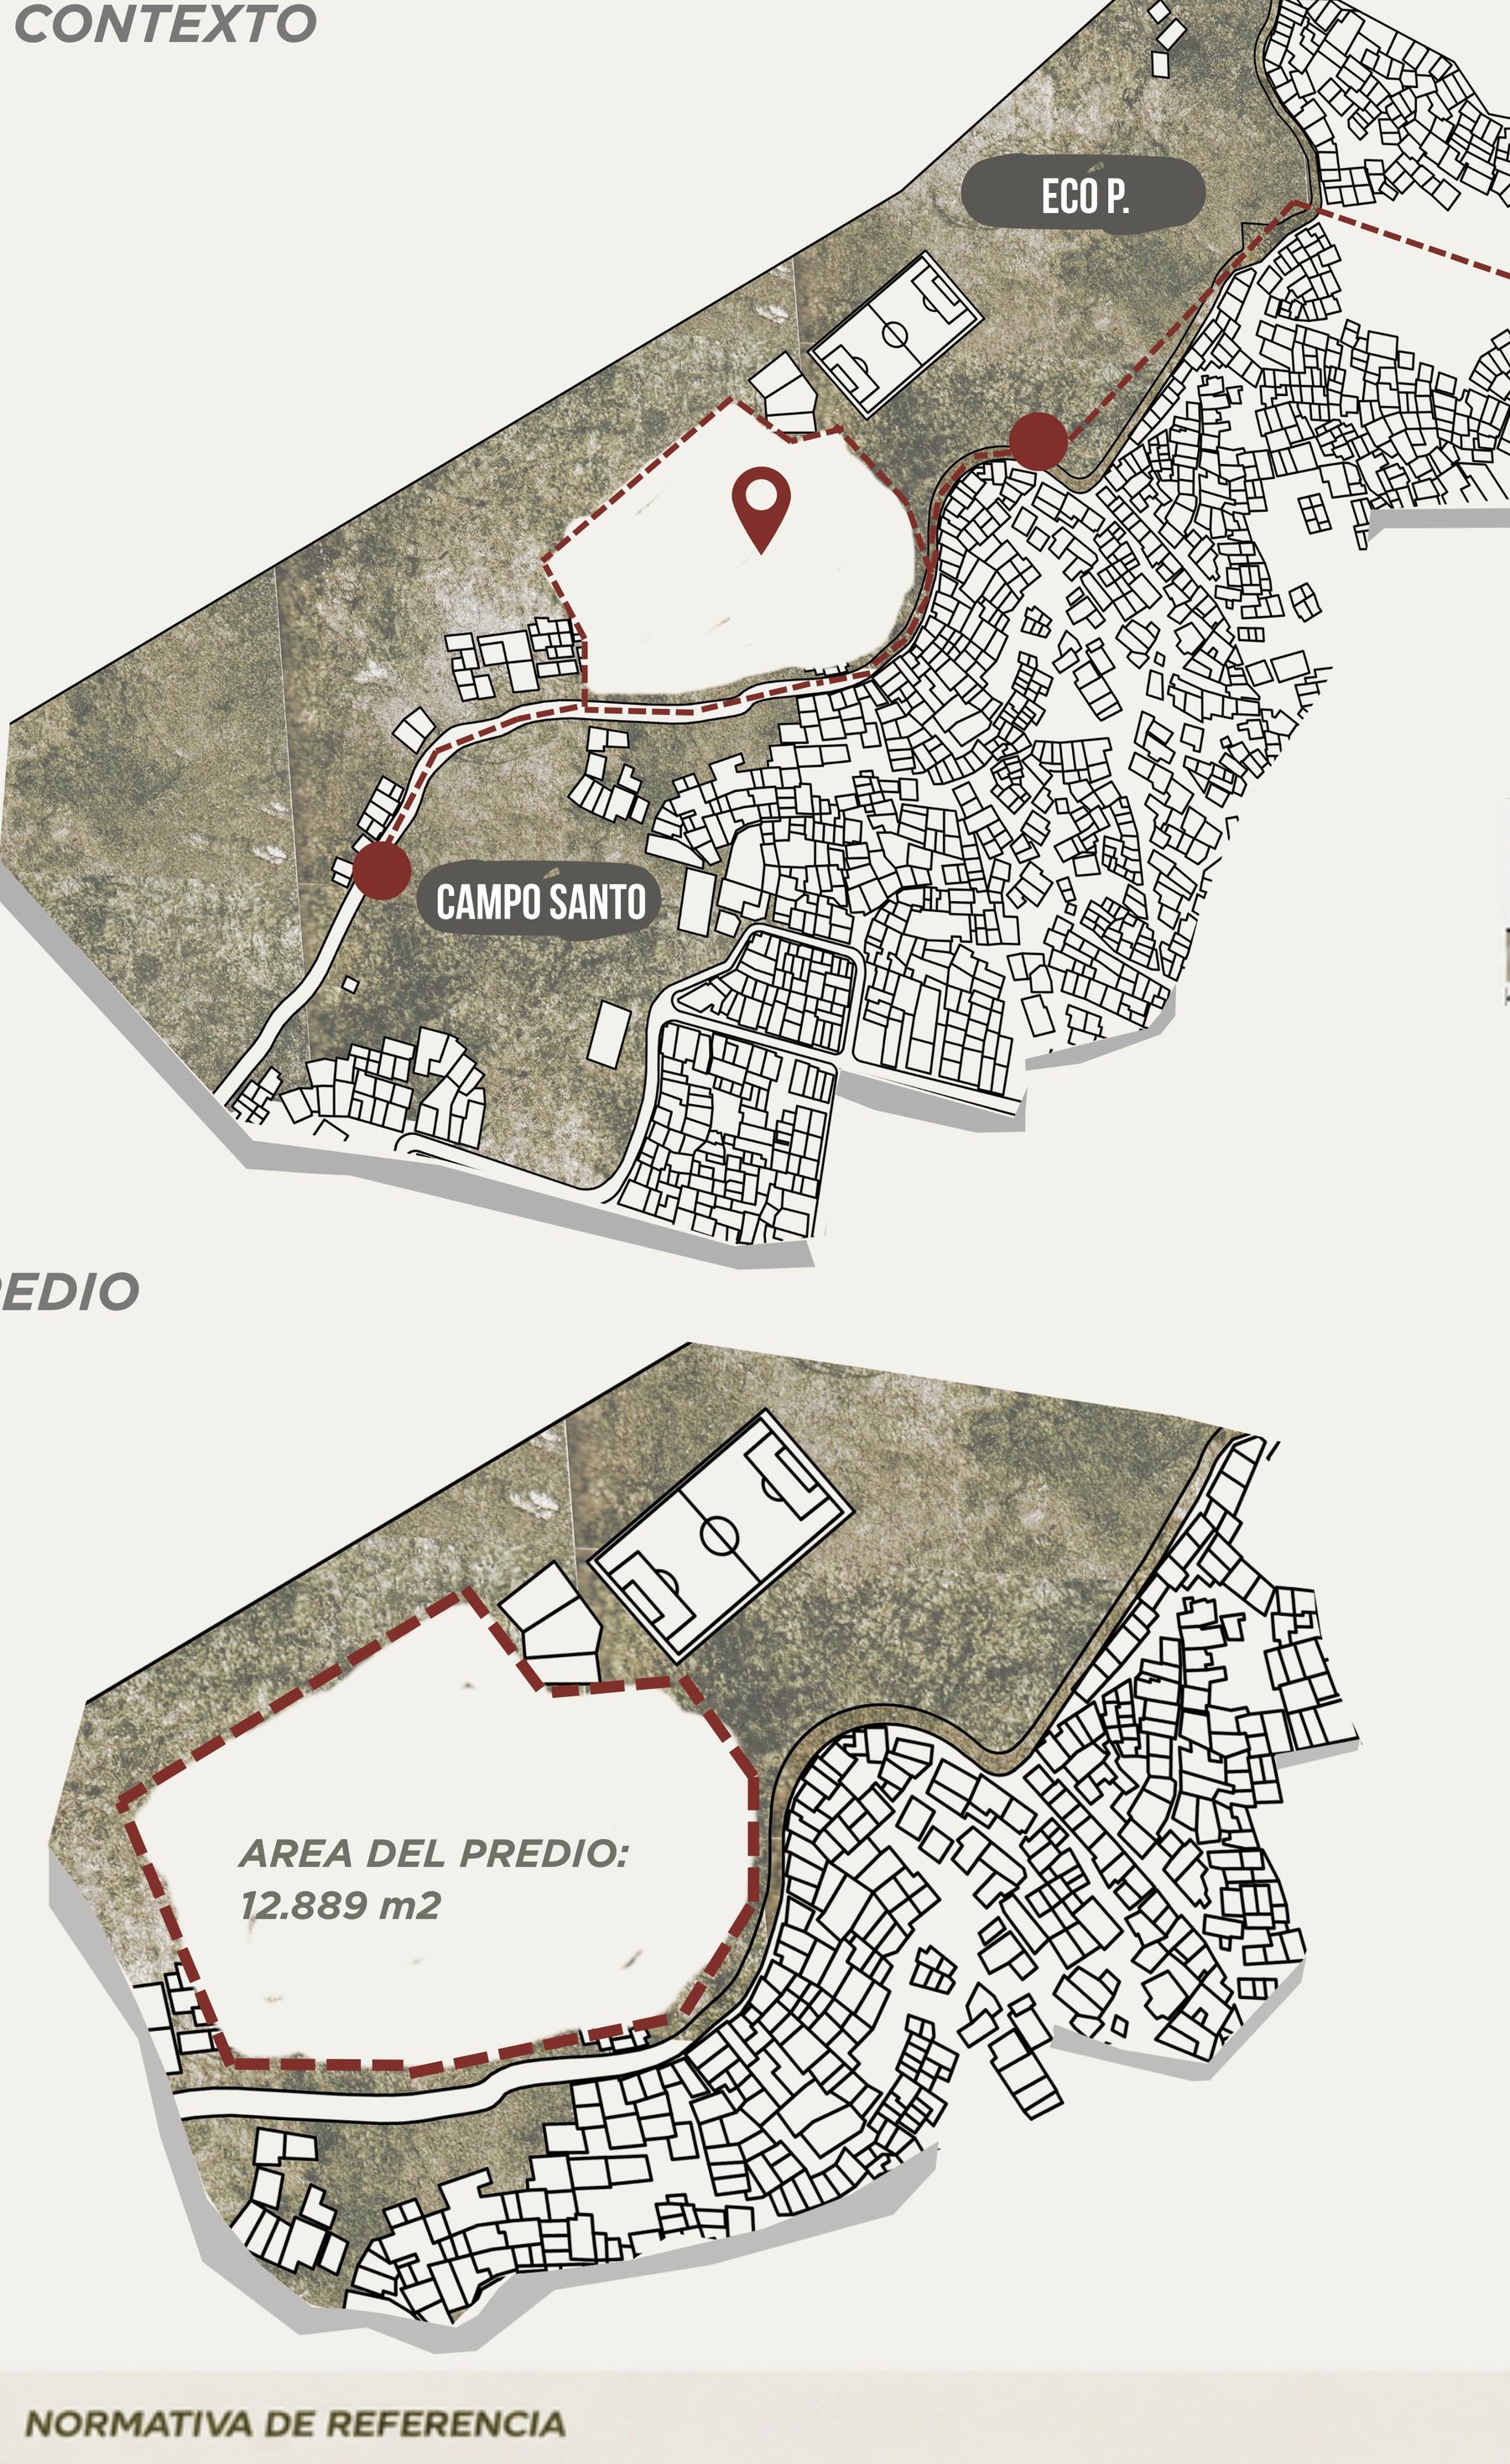 CONTEXTO
ECO P.
CAMPO SANTO
EDIO
AREA DEL PREDIO:
12.889 m2
NORMATIVA DE REFERENCIA